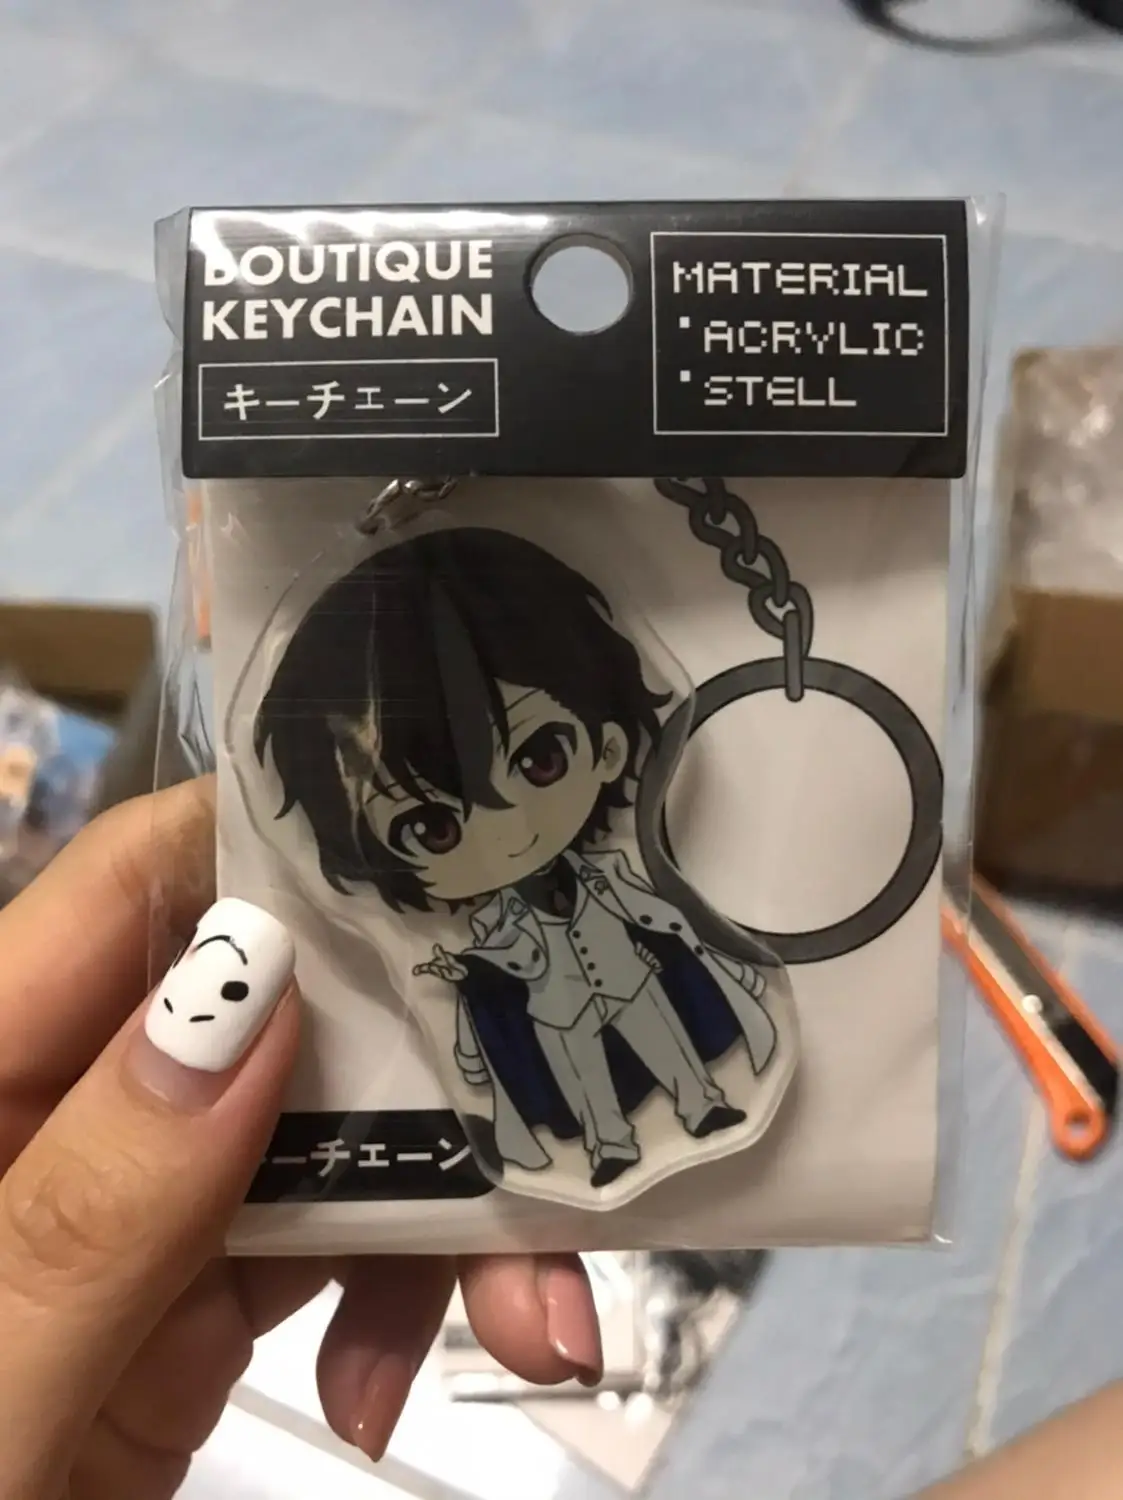 BOUTIQUE
KEYCHAIN
キーチェーン
MATERIAL
・ACRYLIC
・STELL
ーチェーン